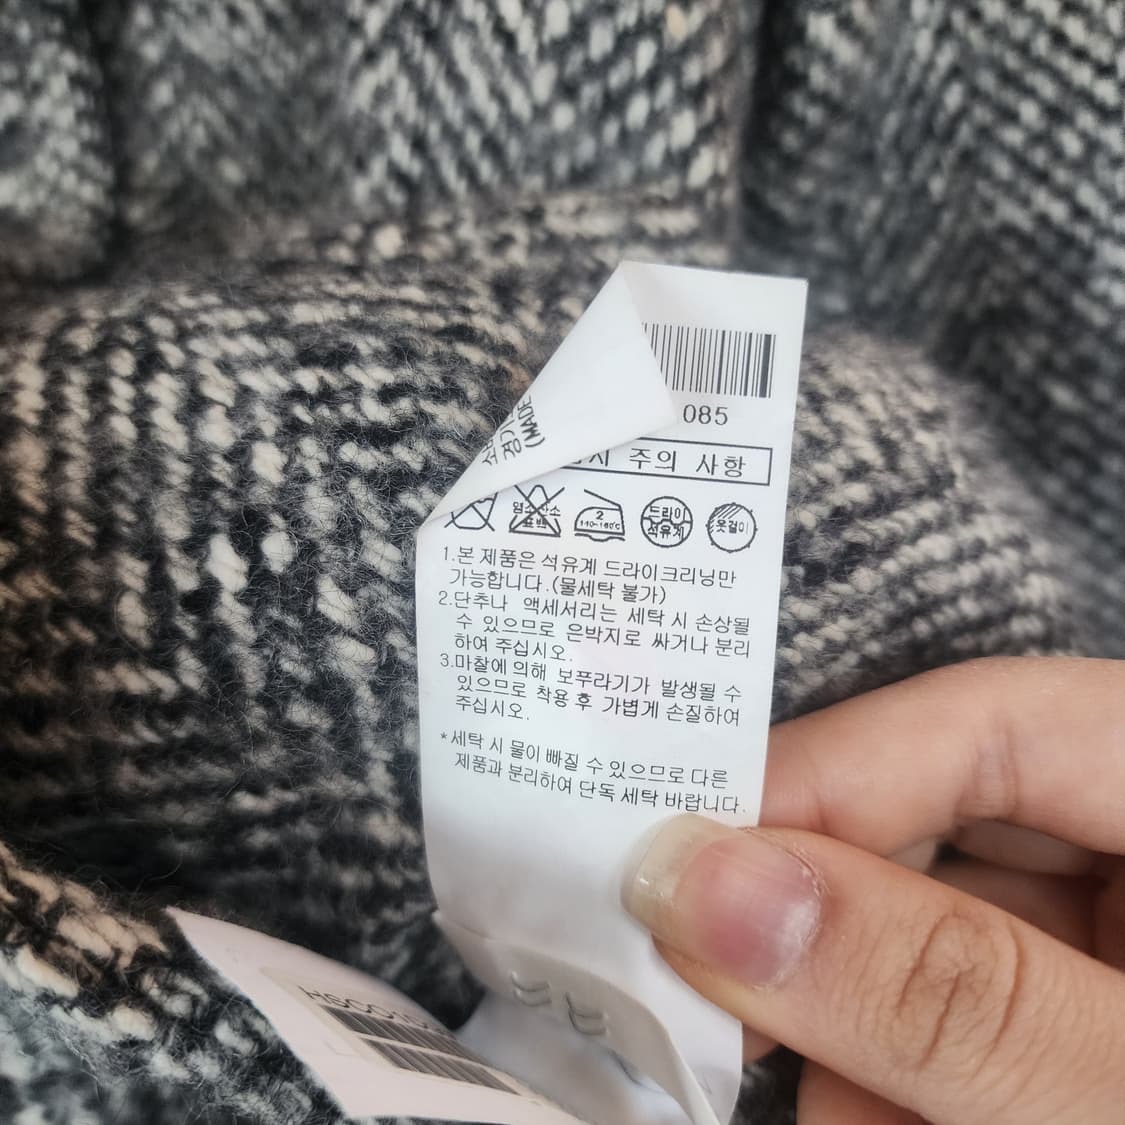 085
주의 사항
염소산소
표백
2
140~160℃
드라이
석유계
옷걸이
1.본 제품은 석유계 드라이크리닝만
가능합니다.(물세탁 불가)
2.단추나 액세서리는 세탁 시 손상될
수 있으므로 은박지로 싸거나 분리
하여 주십시오.
3.마찰에 의해 보푸라기가 발생될 수
있으므로 착용 후 가볍게 손질하여
주십시오.
*세탁 시 물이 빠질 수 있으므로 다른
제품과 분리하여 단독 세탁 바랍니다.
(MADE